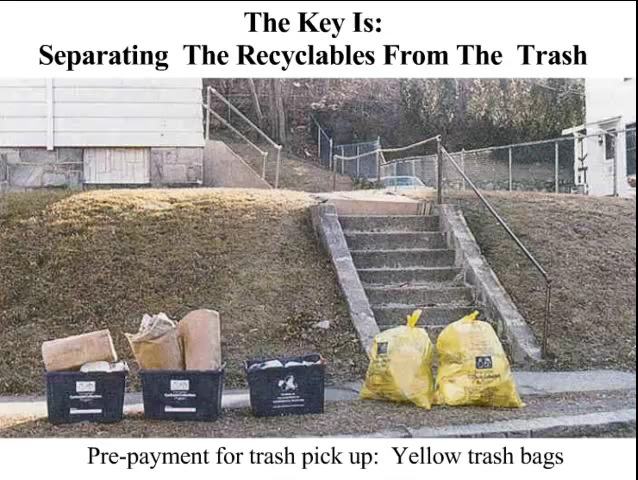 The Key Is:
Separating The Recyclables From The Trash
Pre-payment for trash pick up: Yellow trash bags